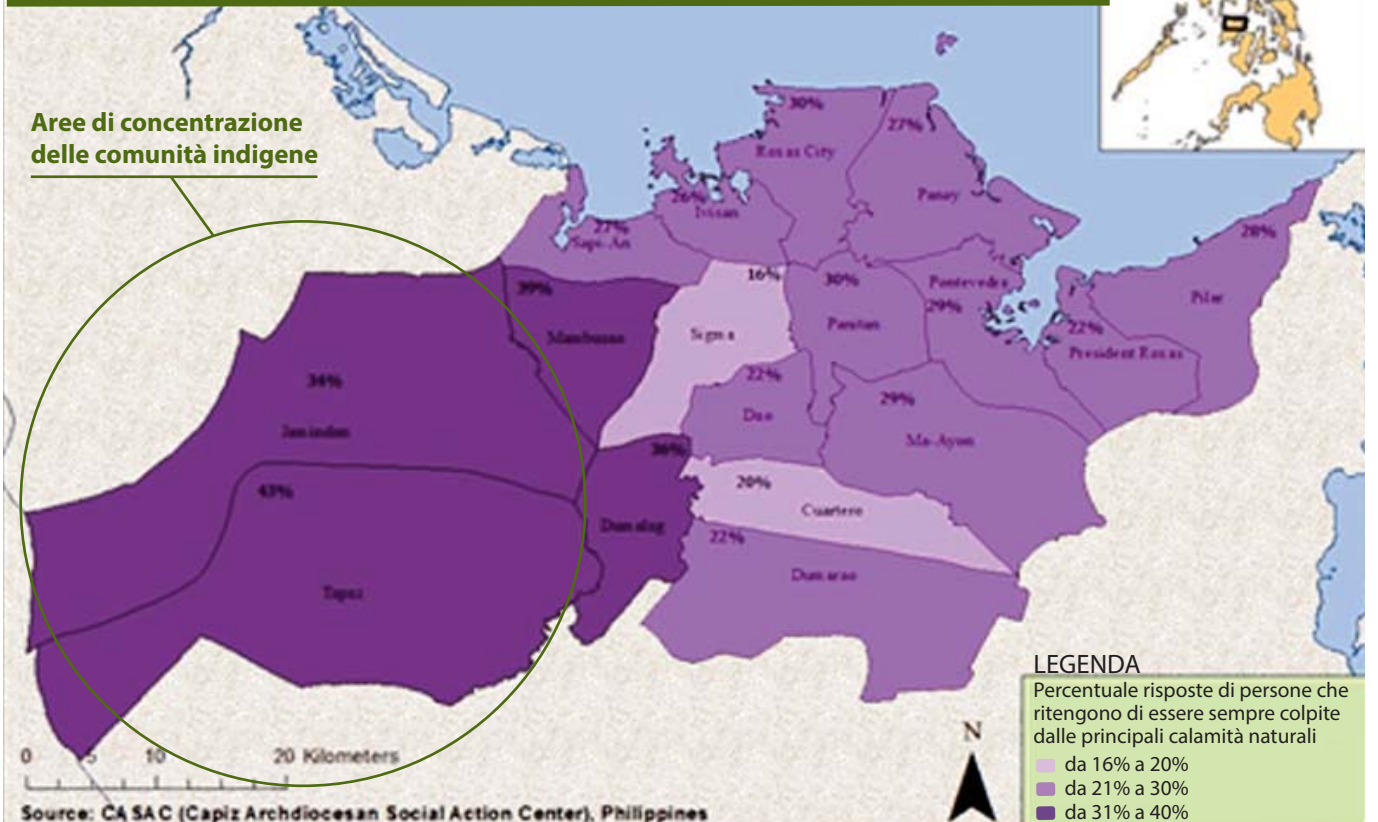 Aree di concentrazione
delle comunità indigene
30%
Roxas City
27%
Panay
26%
Ivisan
27%
Sapi-An
28%
Pilar
39%
Mambusao
16%
Sigma
30%
Panitan
Pontevedra
29%
22%
President Roxas
34%
Jamindan
22%
Dao
29%
Ma-Ayon
36%
Dumalag
43%
Tapaz
20%
Cuartero
22%
Dumarao
LEGENDA
Percentuale risposte di persone che
ritengono di essere sempre colpite
dalle principali calamità naturali
da 16% a 20%
da 21% a 30%
da 31% a 40%
N
0 5 10 20 Kilometers
Source: CASAC (Capiz Archdiocesan Social Action Center), Philippines